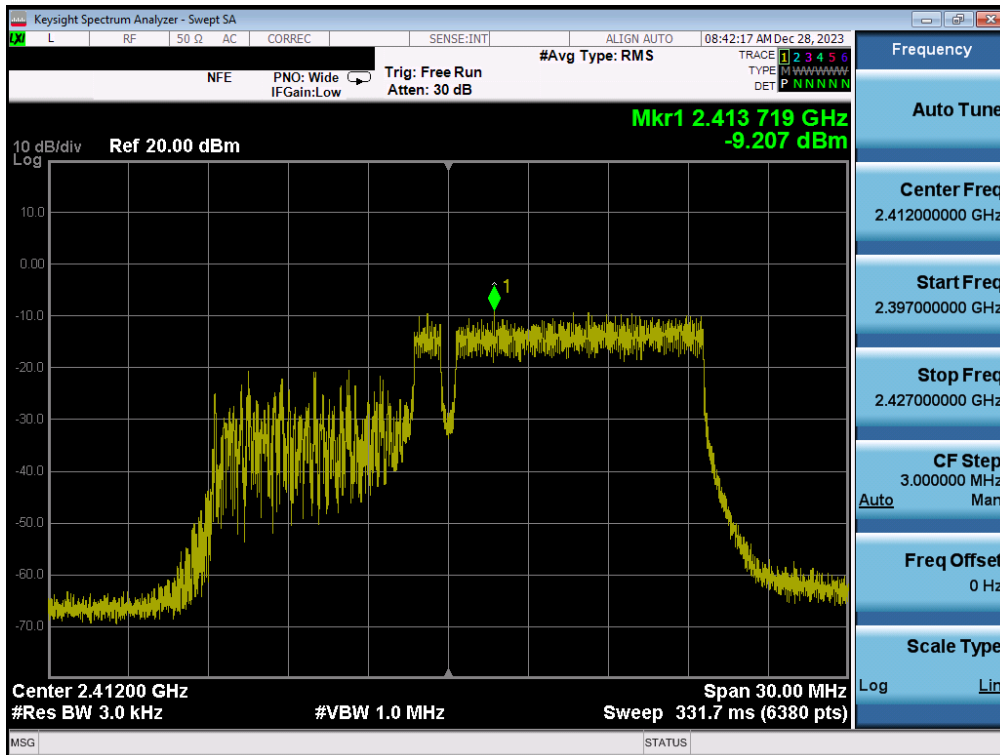 Keysight Spectrum Analyzer - Swept SA
LXI L RF 50 Ω AC CORREC SENSE:INT ALIGN AUTO 08:42:17 AM Dec 28, 2023
NFE PNO: Wide Trig: Free Run #Avg Type: RMS TRACE 1 2 3 4 5 6
IFGain:Low Atten: 30 dB TYPE M WWWWW
DET P N N N N N
Mkr1 2.413 719 GHz
-9.207 dBm
10 dB/div Ref 20.00 dBm
Log
1
10.0
0.00
-10.0
-20.0
-30.0
-40.0
-50.0
-60.0
-70.0
Center 2.41200 GHz Span 30.00 MHz
#Res BW 3.0 kHz #VBW 1.0 MHz Sweep 331.7 ms (6380 pts)
MSG STATUS
Frequency
Auto Tune
Center Freq
2.412000000 GHz
Start Freq
2.397000000 GHz
Stop Freq
2.427000000 GHz
CF Step
3.000000 MHz
Auto Man
Freq Offset
0 Hz
Scale Type
Log Lin